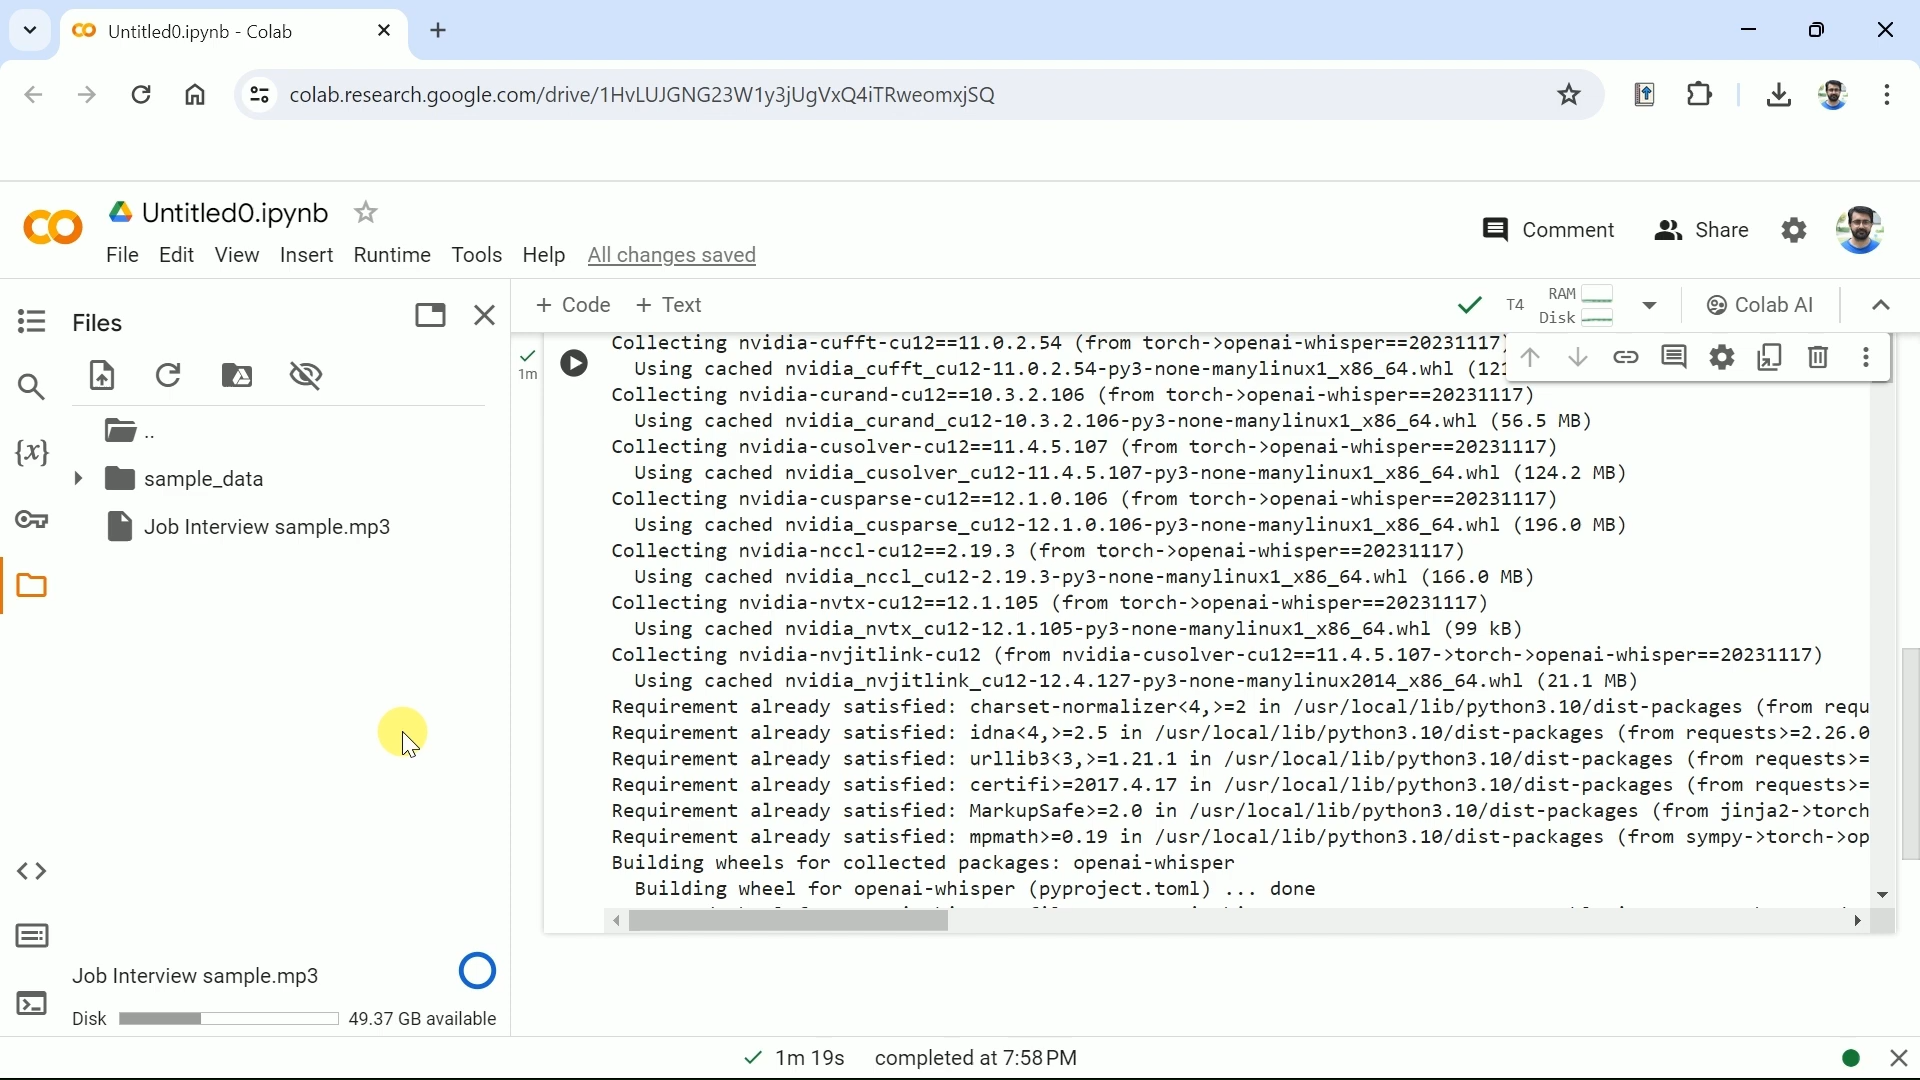 Untitled0.ipynb - Colab
colab.research.google.com/drive/1HvLUJGNG23W1y3jUgVxQ4iTRweomxjSQ
Untitled0.ipynb
Comment
Share
File Edit View Insert Runtime Tools Help All changes saved
Files
+ Code + Text
T4
RAM
Disk
Colab AI
..
sample_data
Job Interview sample.mp3
{x}
1m
Collecting nvidia-cufft-cu12==11.0.2.54 (from torch->openai-whisper==20231117)
Using cached nvidia_cufft_cu12-11.0.2.54-py3-none-manylinux1_x86_64.whl (121
Collecting nvidia-curand-cu12==10.3.2.106 (from torch->openai-whisper==20231117)
Using cached nvidia_curand_cu12-10.3.2.106-py3-none-manylinux1_x86_64.whl (56.5 MB)
Collecting nvidia-cusolver-cu12==11.4.5.107 (from torch->openai-whisper==20231117)
Using cached nvidia_cusolver_cu12-11.4.5.107-py3-none-manylinux1_x86_64.whl (124.2 MB)
Collecting nvidia-cusparse-cu12==12.1.0.106 (from torch->openai-whisper==20231117)
Using cached nvidia_cusparse_cu12-12.1.0.106-py3-none-manylinux1_x86_64.whl (196.0 MB)
Collecting nvidia-nccl-cu12==2.19.3 (from torch->openai-whisper==20231117)
Using cached nvidia_nccl_cu12-2.19.3-py3-none-manylinux1_x86_64.whl (166.0 MB)
Collecting nvidia-nvtx-cu12==12.1.105 (from torch->openai-whisper==20231117)
Using cached nvidia_nvtx_cu12-12.1.105-py3-none-manylinux1_x86_64.whl (99 kB)
Collecting nvidia-nvjitlink-cu12 (from nvidia-cusolver-cu12==11.4.5.107->torch->openai-whisper==20231117)
Using cached nvidia_nvjitlink_cu12-12.4.127-py3-none-manylinux2014_x86_64.whl (21.1 MB)
Requirement already satisfied: charset-normalizer<4,>=2 in /usr/local/lib/python3.10/dist-packages (from requ
Requirement already satisfied: idna<4,>=2.5 in /usr/local/lib/python3.10/dist-packages (from requests>=2.26.0
Requirement already satisfied: urllib3<3,>=1.21.1 in /usr/local/lib/python3.10/dist-packages (from requests>=
Requirement already satisfied: certifi>=2017.4.17 in /usr/local/lib/python3.10/dist-packages (from requests>=
Requirement already satisfied: MarkupSafe>=2.0 in /usr/local/lib/python3.10/dist-packages (from jinja2->torch
Requirement already satisfied: mpmath>=0.19 in /usr/local/lib/python3.10/dist-packages (from sympy->torch->op
Building wheels for collected packages: openai-whisper
Building wheel for openai-whisper (pyproject.toml) ... done
Job Interview sample.mp3
Disk 49.37 GB available
1m 19s completed at 7:58 PM